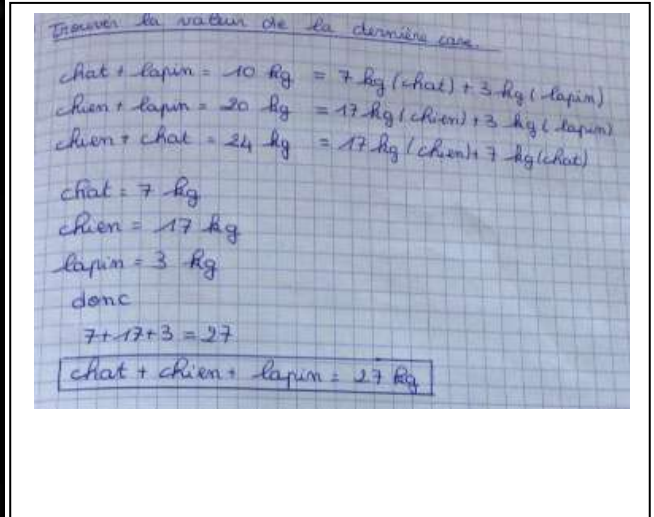 Trouver la valeur de la dernière case.
chat + lapin = 10 kg = 7 kg (chat) + 3 kg (lapin)
chien + lapin = 20 kg = 17 kg (chien) + 3 kg (lapin)
chien + chat = 24 kg = 17 kg (chien) + 7 kg (chat)
chat = 7 kg
chien = 17 kg
lapin = 3 kg
donc
7+17+3 = 27
chat + chien + lapin = 27 kg